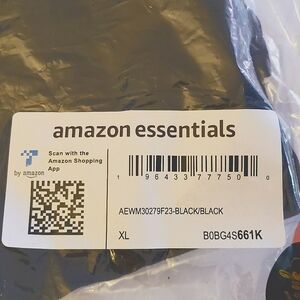 amazon essentials
Scan with the
Amazon Shopping
App
by amazon
1 96433 77750 0
AEWM30279F23-BLACK/BLACK
XL B0BG4S661K